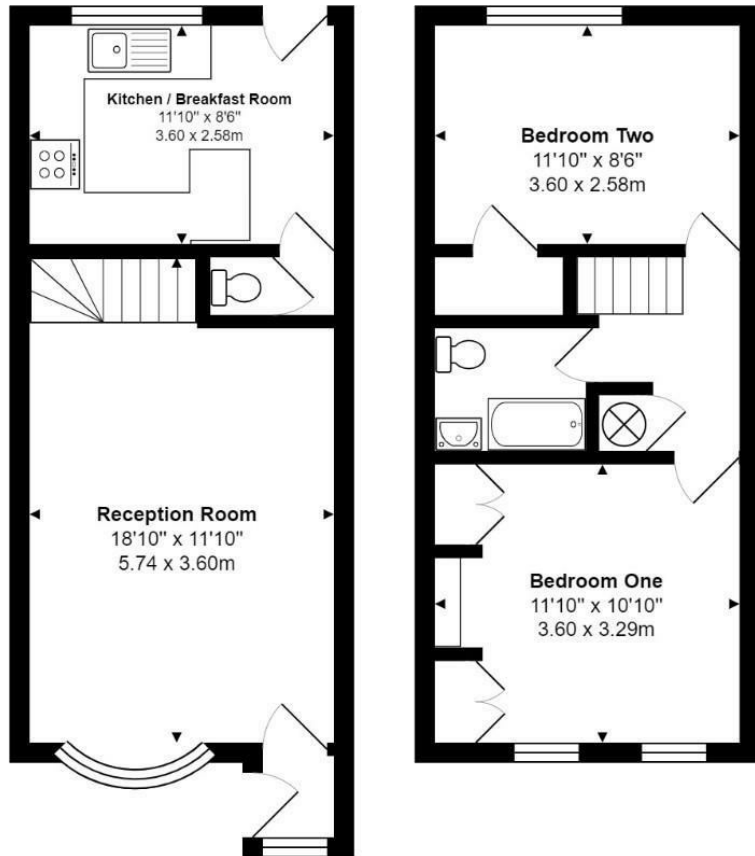 Kitchen / Breakfast Room
11'10" x 8'6"
3.60 x 2.58m
Reception Room
18'10" x 11'10"
5.74 x 3.60m
Bedroom Two
11'10" x 8'6"
3.60 x 2.58m
Bedroom One
11'10" x 10'10"
3.60 x 3.29m